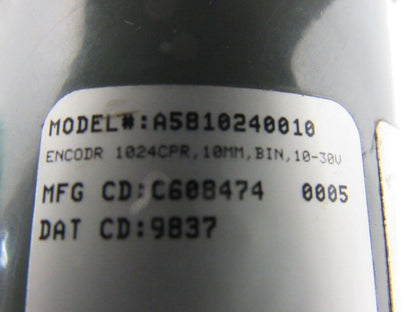 MODEL#:A5810240010
ENCODR 1024CPR,10MM,BIN,10-30V
MFG CD:C608474 0005
DAT CD:9837